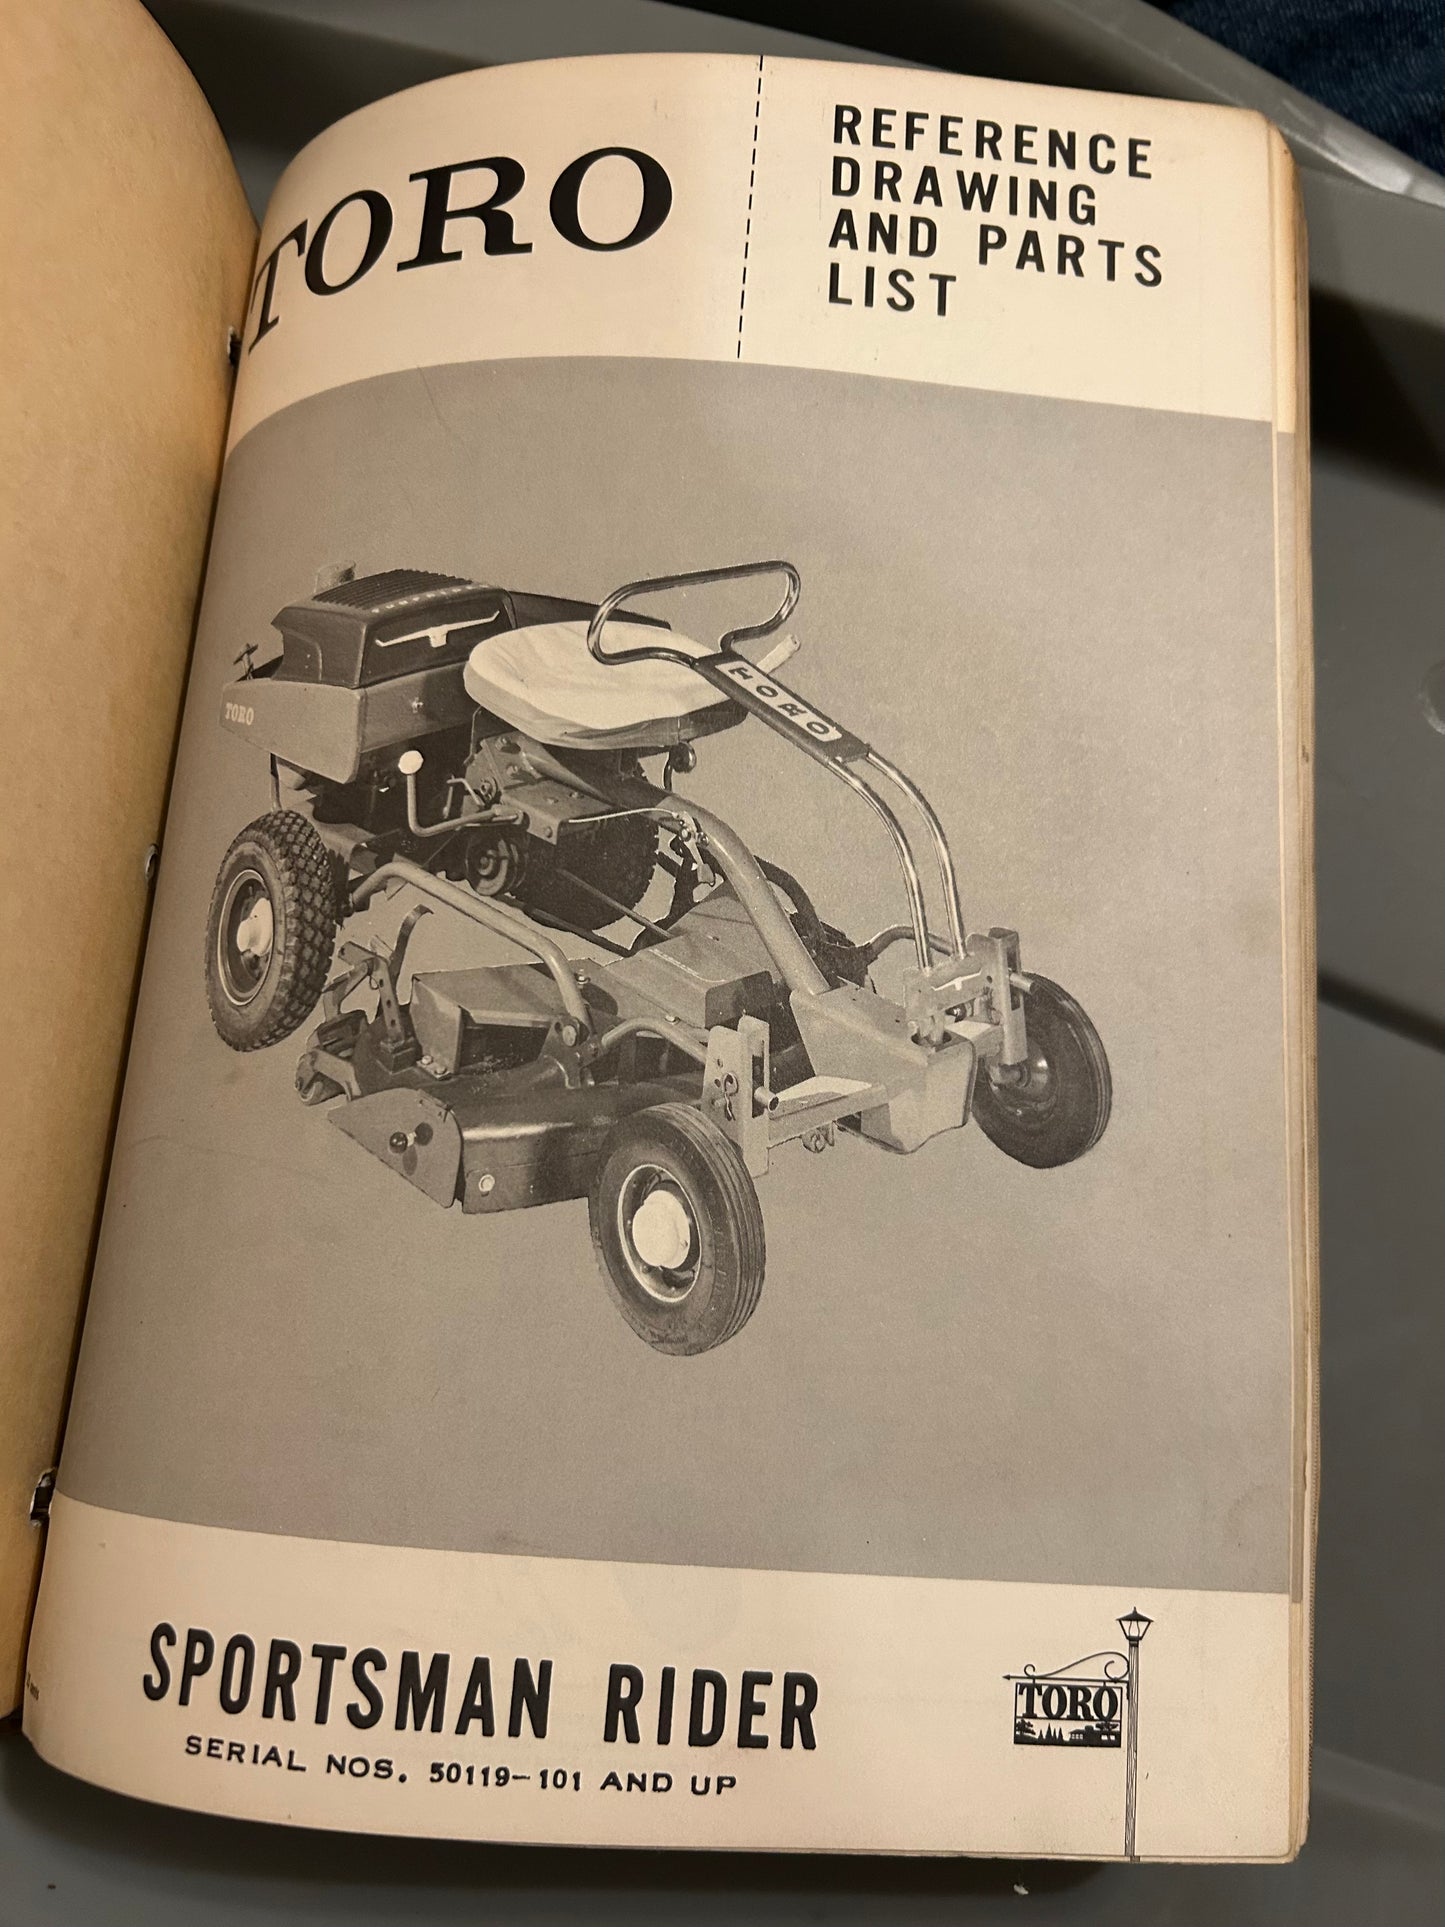 TORO
REFERENCE
DRAWING
AND PARTS
LIST
TORO
TORO
SPORTSMAN RIDER
SERIAL NOS. 50119-101 AND UP
TORO